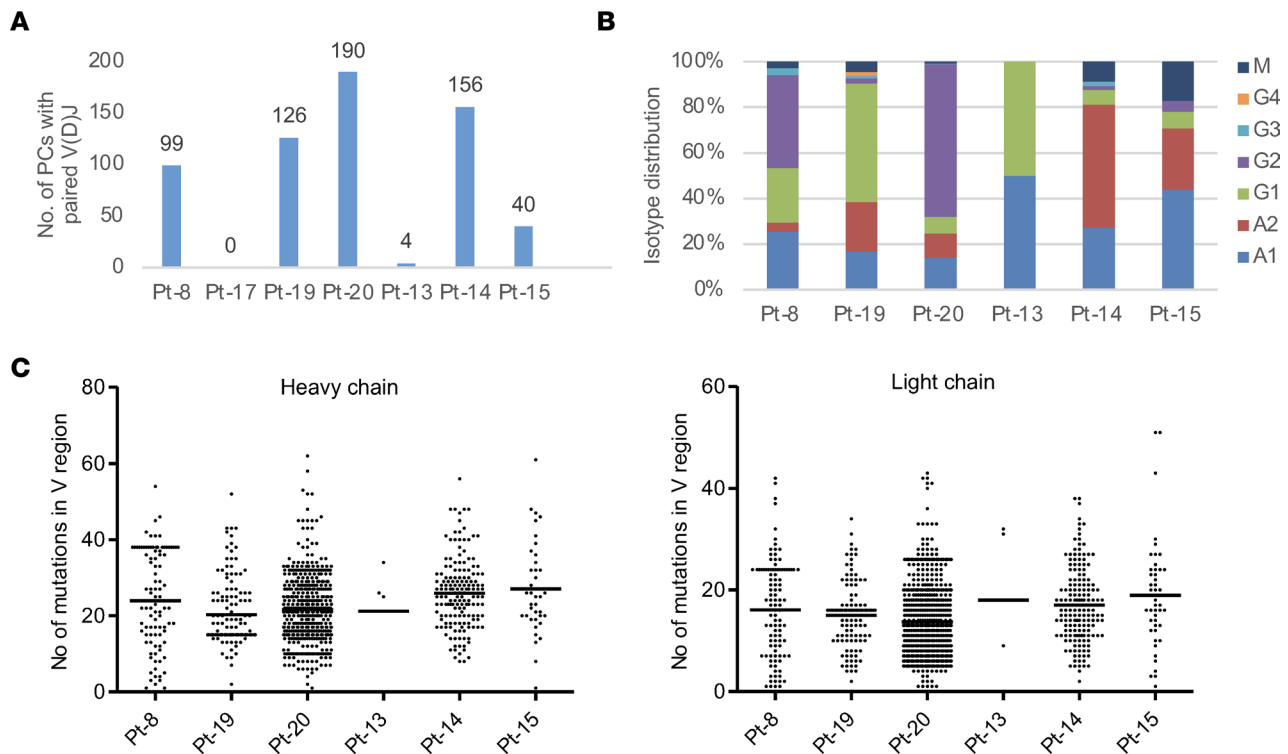 A
No. of PCs with
paired V(D)J
200
150
100
50
0
99
0
126
190
4
156
40
Pt-8 Pt-17 Pt-19 Pt-20 Pt-13 Pt-14 Pt-15
B
Isotype distribution
100%
80%
60%
40%
20%
0%
Pt-8 Pt-19 Pt-20 Pt-13 Pt-14 Pt-15
M
G4
G3
G2
G1
A2
A1
C
Heavy chain
No of mutations in V region
80
60
40
20
0
Pt-8 Pt-19 Pt-20 Pt-13 Pt-14 Pt-15
Light chain
No of mutations in V region
60
40
20
0
Pt-8 Pt-19 Pt-20 Pt-13 Pt-14 Pt-15